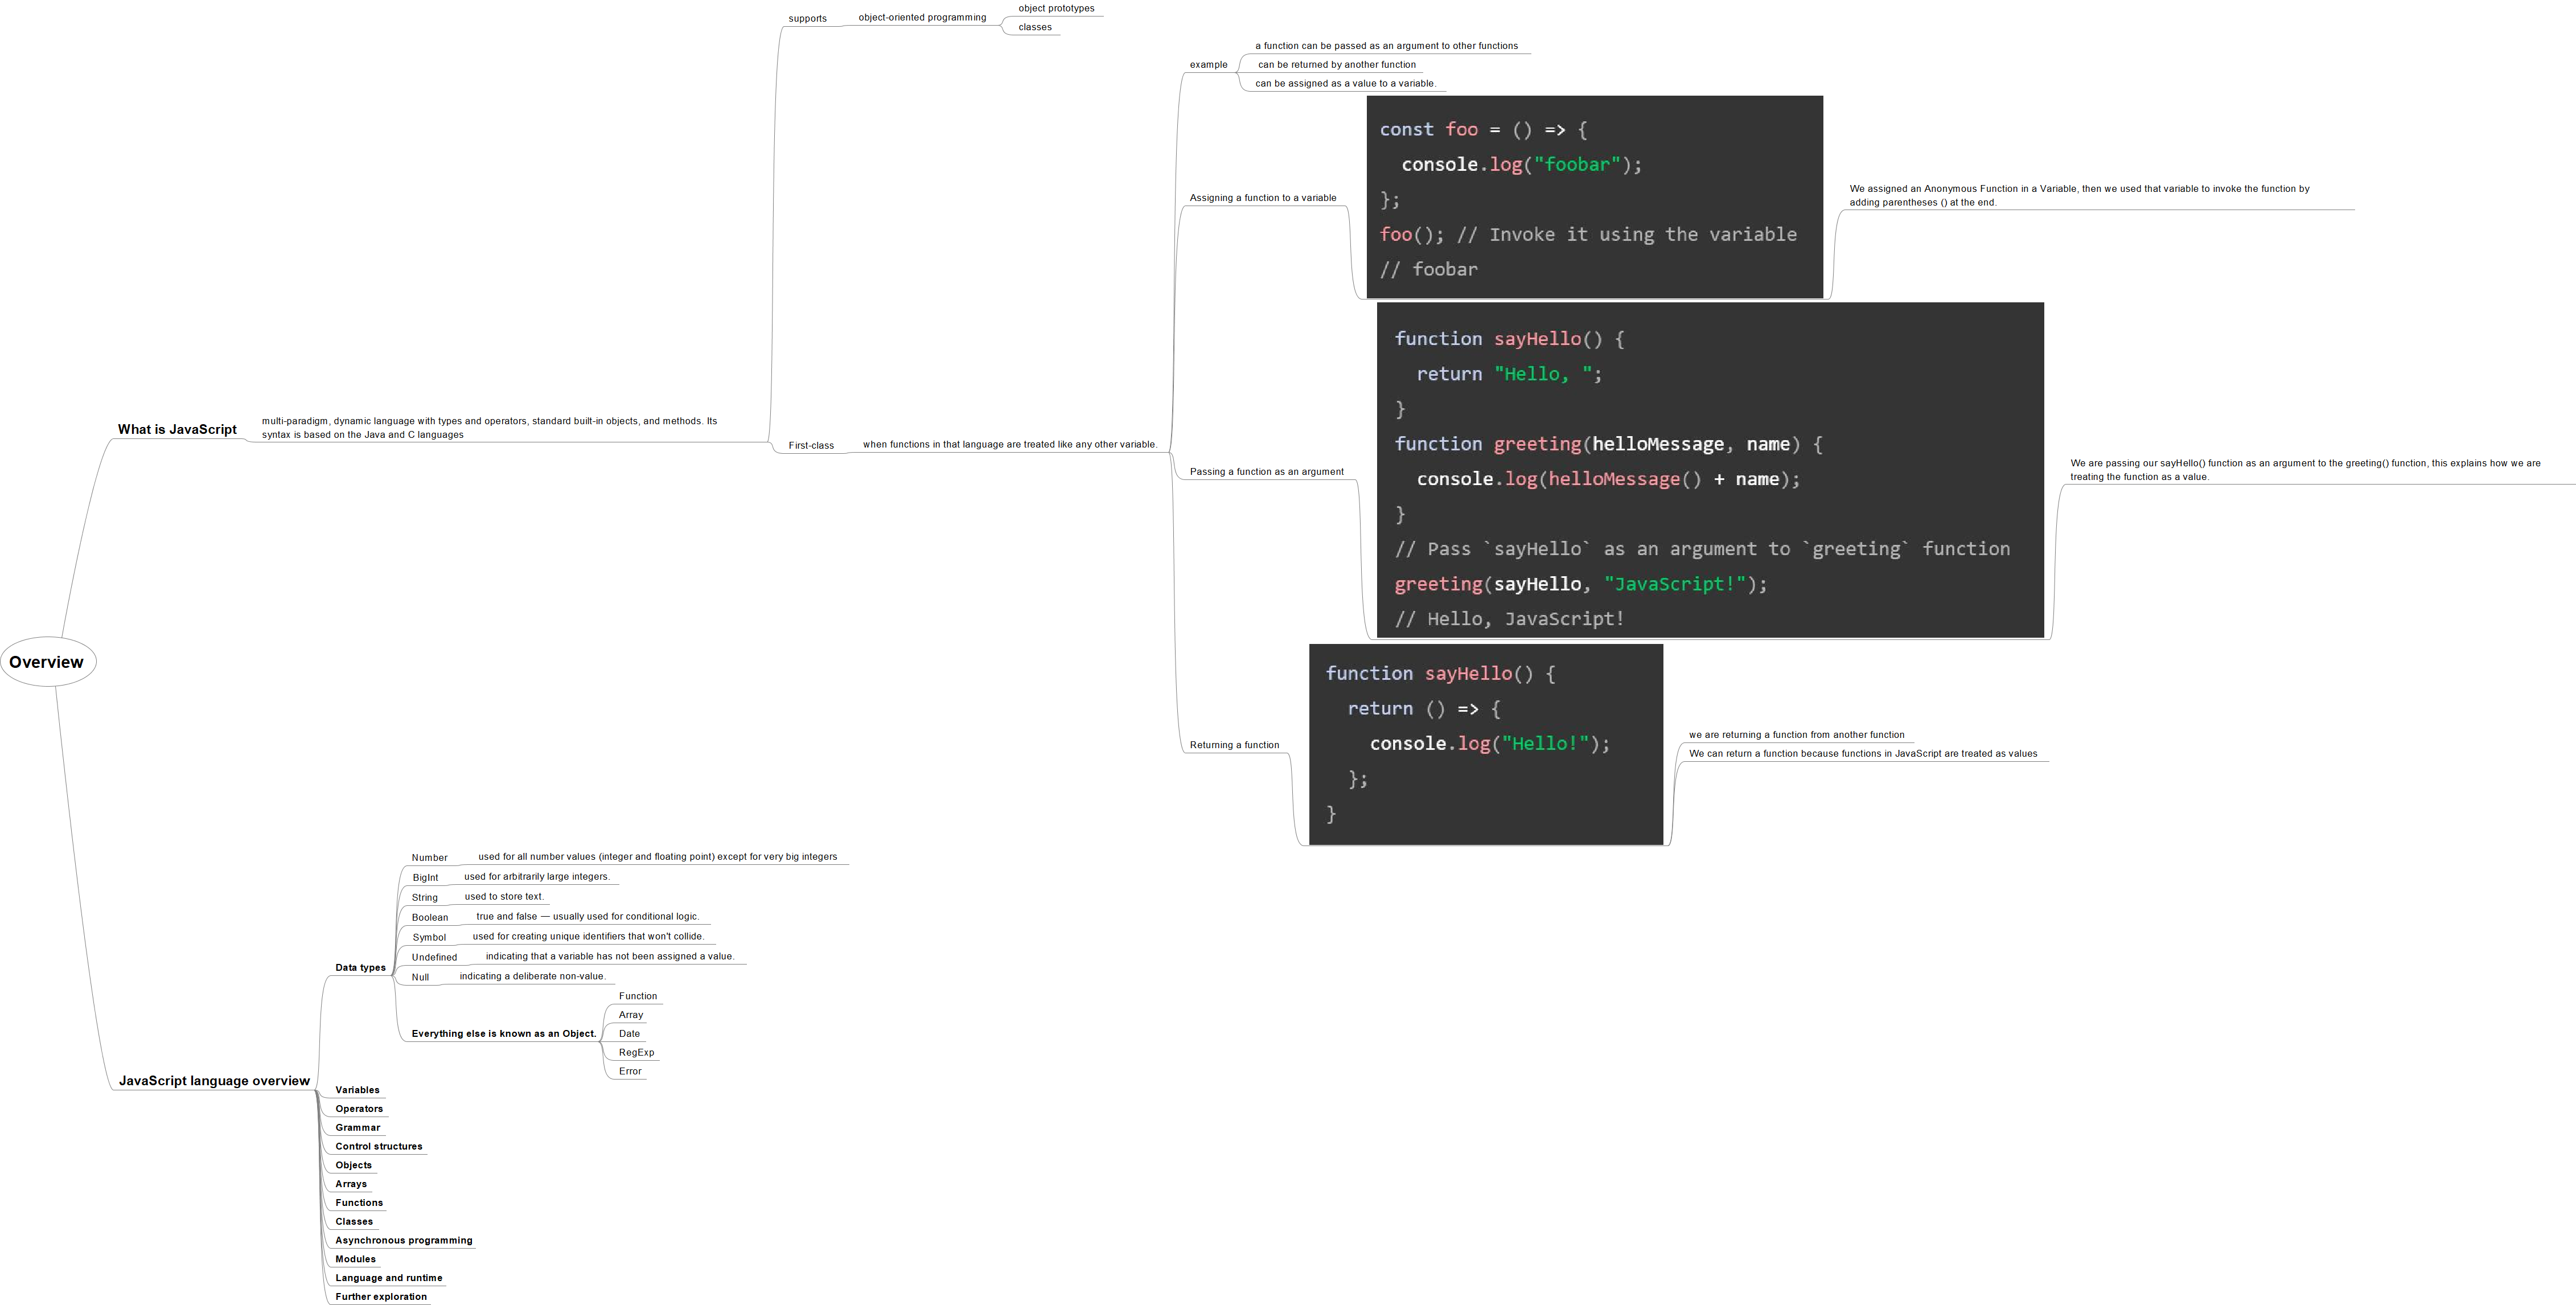 Overview
What is JavaScript
multi-paradigm, dynamic language with types and operators, standard built-in objects, and methods. Its
syntax is based on the Java and C languages
supports
object-oriented programming
object prototypes
classes
First-class
when functions in that language are treated like any other variable.
example
a function can be passed as an argument to other functions
can be returned by another function
can be assigned as a value to a variable.
Assigning a function to a variable
const foo = () => {
  console.log("foobar");
};
foo(); // Invoke it using the variable
// foobar
We assigned an Anonymous Function in a Variable, then we used that variable to invoke the function by
adding parentheses () at the end.
Passing a function as an argument
function sayHello() {
  return "Hello, ";
}
function greeting(helloMessage, name) {
  console.log(helloMessage() + name);
}
// Pass `sayHello` as an argument to `greeting` function
greeting(sayHello, "JavaScript!");
// Hello, JavaScript!
We are passing our sayHello() function as an argument to the greeting() function, this explains how we are
treating the function as a value.
Returning a function
function sayHello() {
  return () => {
    console.log("Hello!");
  };
}
we are returning a function from another function
We can return a function because functions in JavaScript are treated as values
JavaScript language overview
Data types
Number
used for all number values (integer and floating point) except for very big integers
BigInt
used for arbitrarily large integers.
String
used to store text.
Boolean
true and false — usually used for conditional logic.
Symbol
used for creating unique identifiers that won't collide.
Undefined
indicating that a variable has not been assigned a value.
Null
indicating a deliberate non-value.
Everything else is known as an Object.
Function
Array
Date
RegExp
Error
Variables
Operators
Grammar
Control structures
Objects
Arrays
Functions
Classes
Asynchronous programming
Modules
Language and runtime
Further exploration